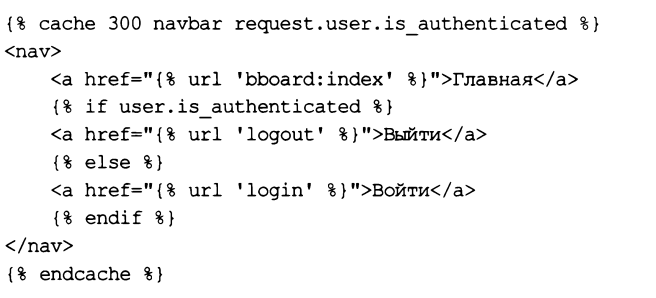 {% cache 300 navbar request.user.is_authenticated %}
<nav>
    <a href="{% url 'bboard:index' %}">Главная</a>
    {% if user.is_authenticated %}
    <a href="{% url 'logout' %}">Выйти</a>
    {% else %}
    <a href="{% url 'login' %}">Войти</a>
    {% endif %}
</nav>
{% endcache %}